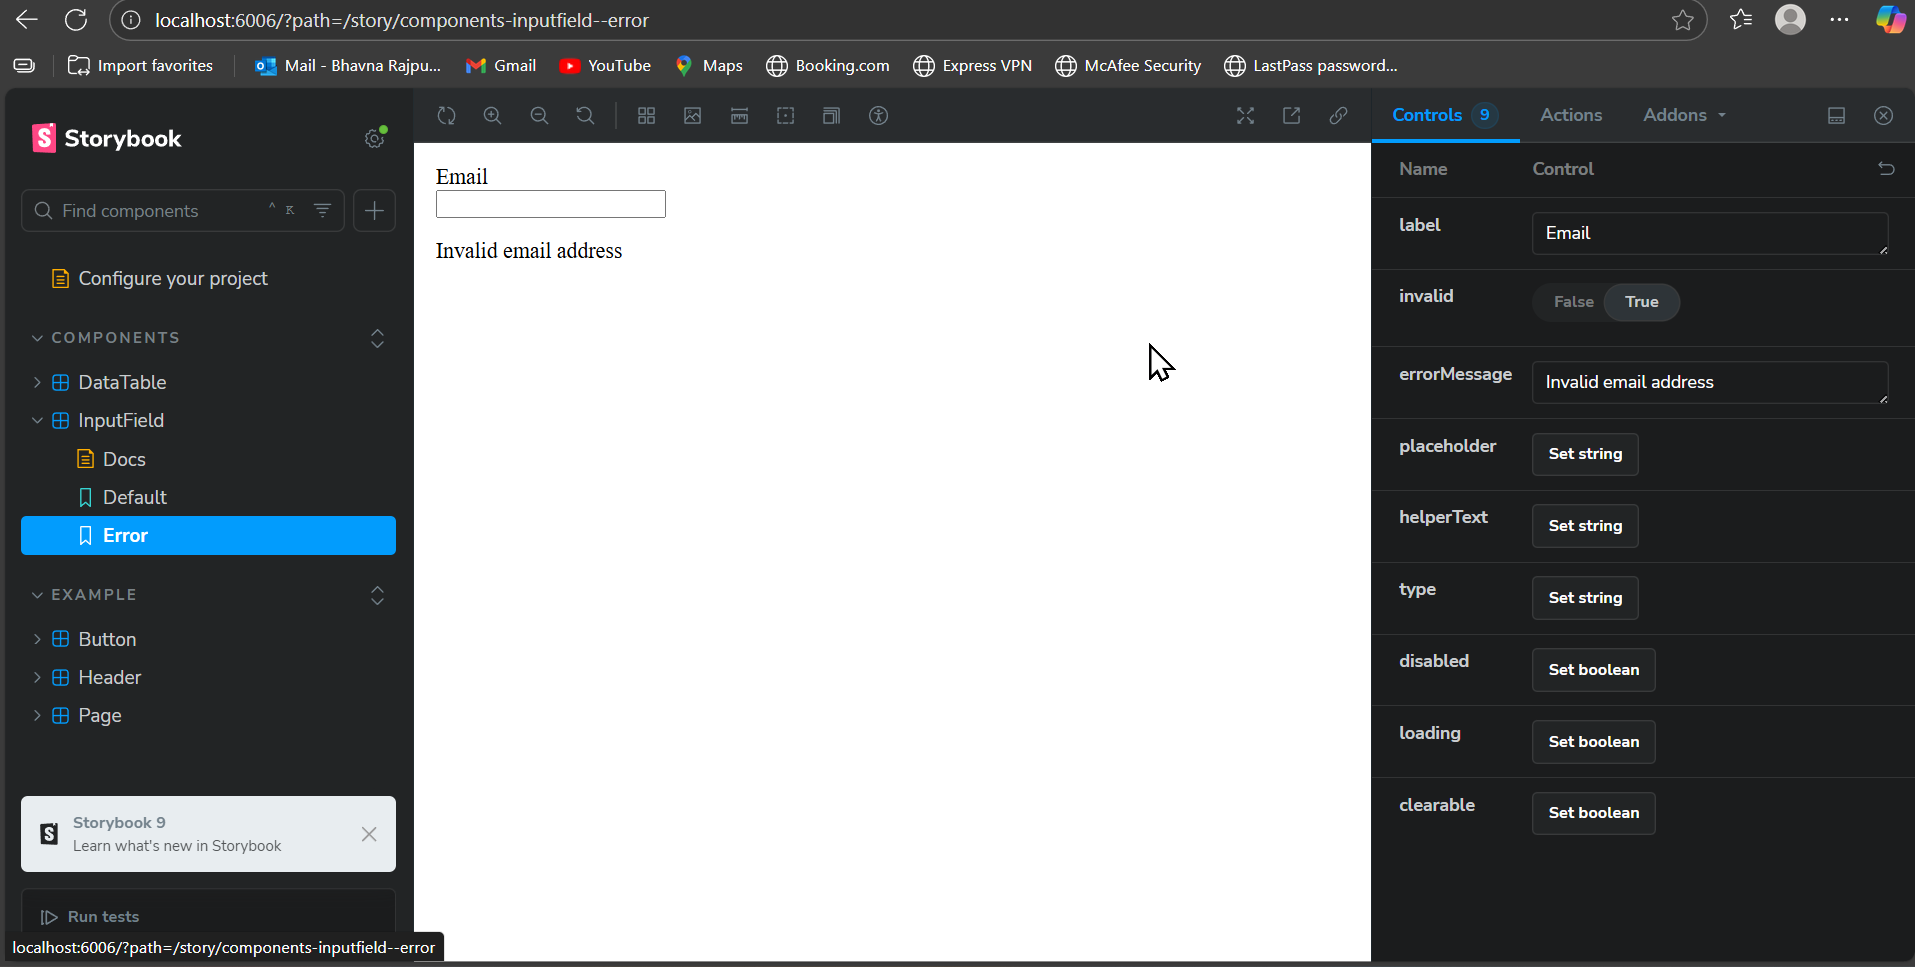 localhost:6006/?path=/story/components-inputfield--error
Import favorites
Mail - Bhavna Rajpu...
Gmail
YouTube
Maps
Booking.com
Express VPN
McAfee Security
LastPass password...
Storybook
Find components
^ K
Configure your project
COMPONENTS
DataTable
InputField
Docs
Default
Error
EXAMPLE
Button
Header
Page
Storybook 9
Learn what's new in Storybook
Run tests
localhost:6006/?path=/story/components-inputfield--error
Email
Invalid email address
Controls 9
Actions
Addons
Name Control
label Email
invalid False True
errorMessage Invalid email address
placeholder Set string
helperText Set string
type Set string
disabled Set boolean
loading Set boolean
clearable Set boolean